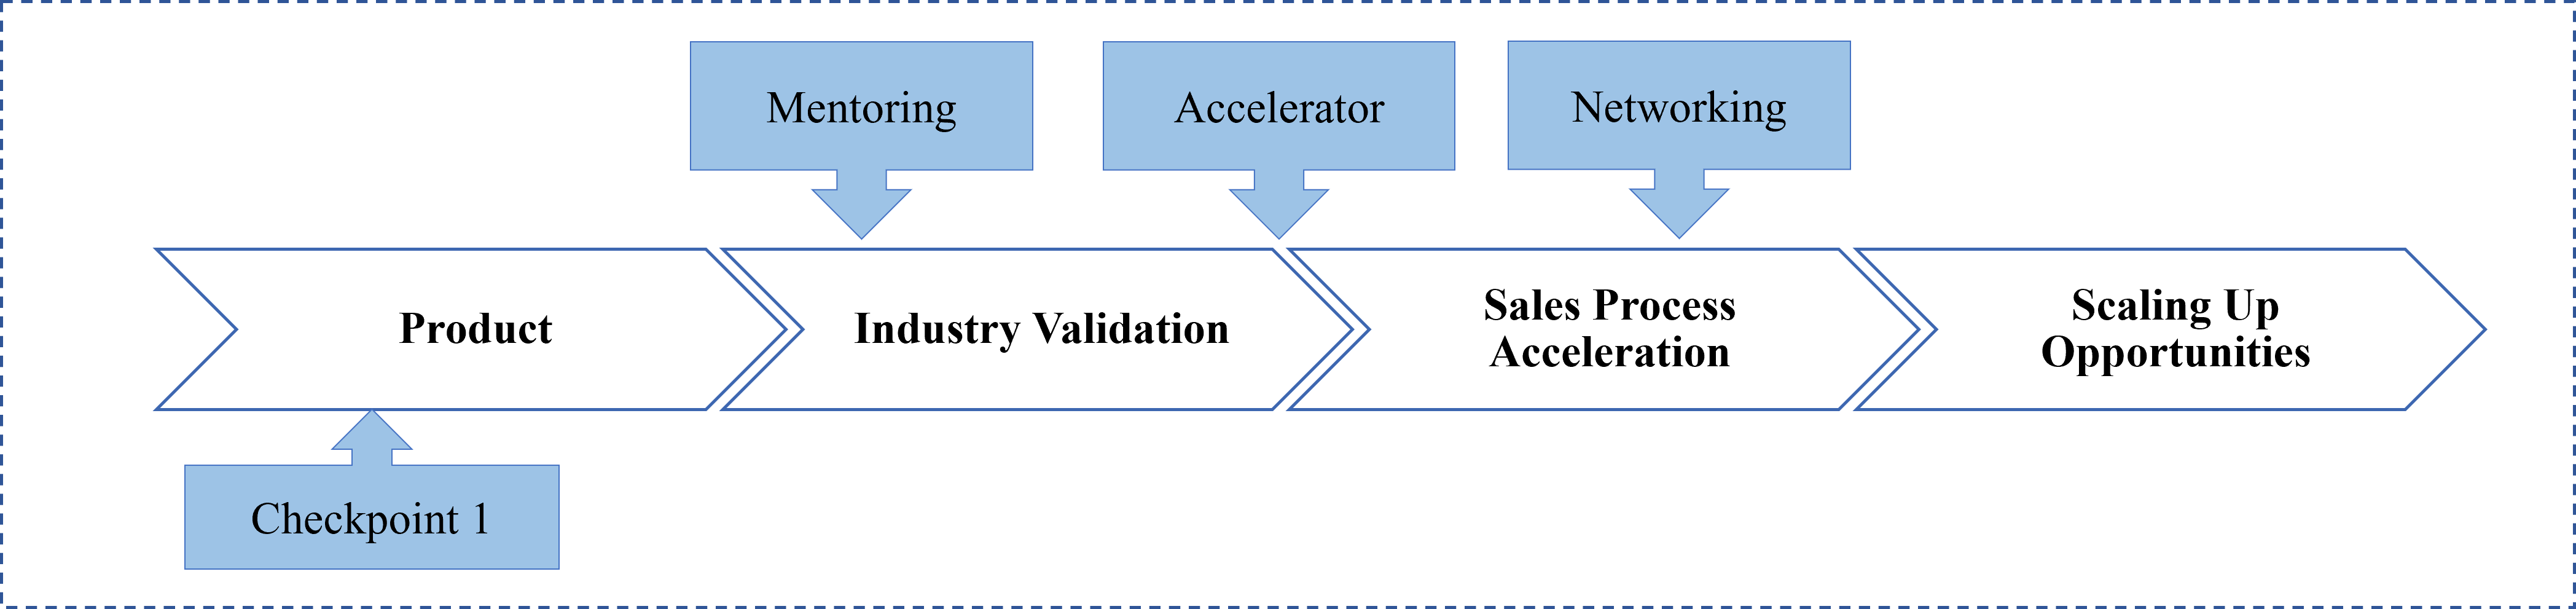 Mentoring
Accelerator
Networking
Product
Industry Validation
Sales Process
Acceleration
Scaling Up
Opportunities
Checkpoint 1